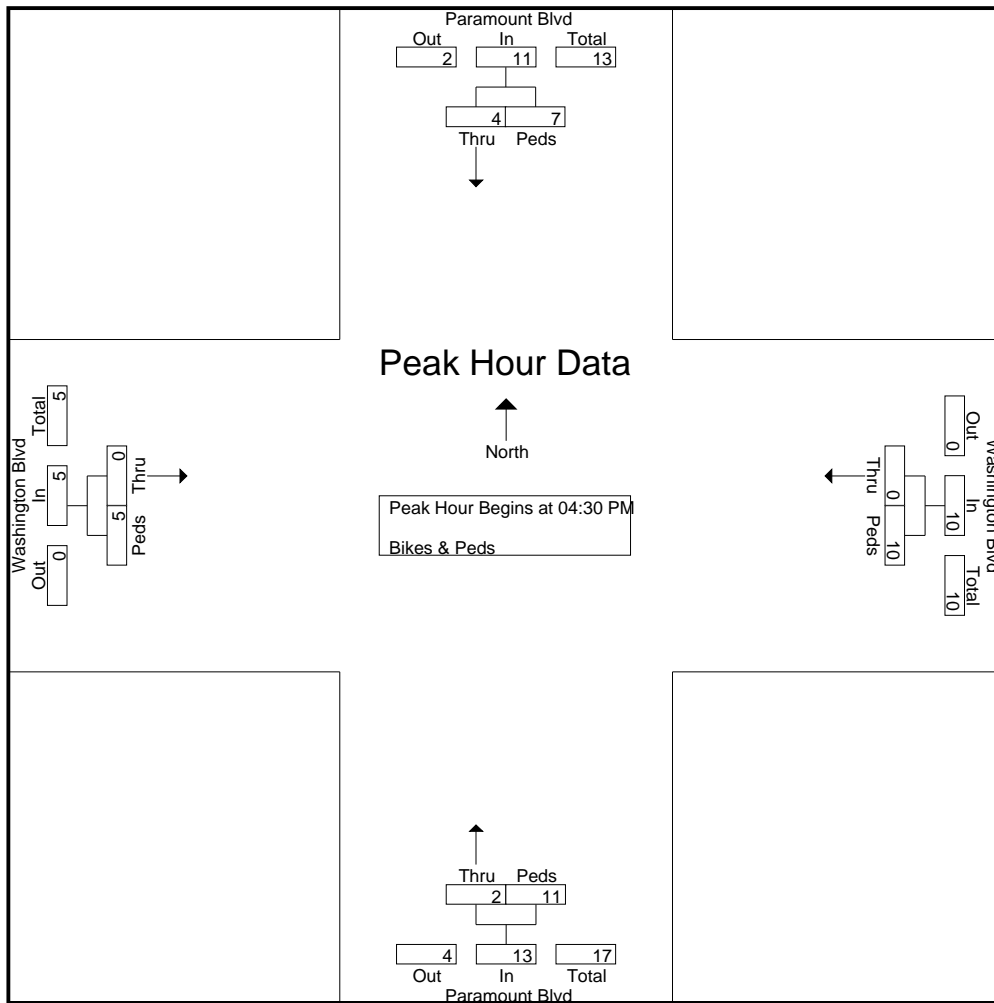 Paramount Blvd
Out In Total
2 11 13
4 7
Thru Peds
Peak Hour Data
North
Peak Hour Begins at 04:30 PM
Bikes & Peds
Washington Blvd
Out In Total
0 5 5
0 5
Thru Peds
Washington Blvd
Out In Total
0 10 10
0 10
Thru Peds
Thru Peds
2 11
4 13 17
Out In Total
Paramount Blvd